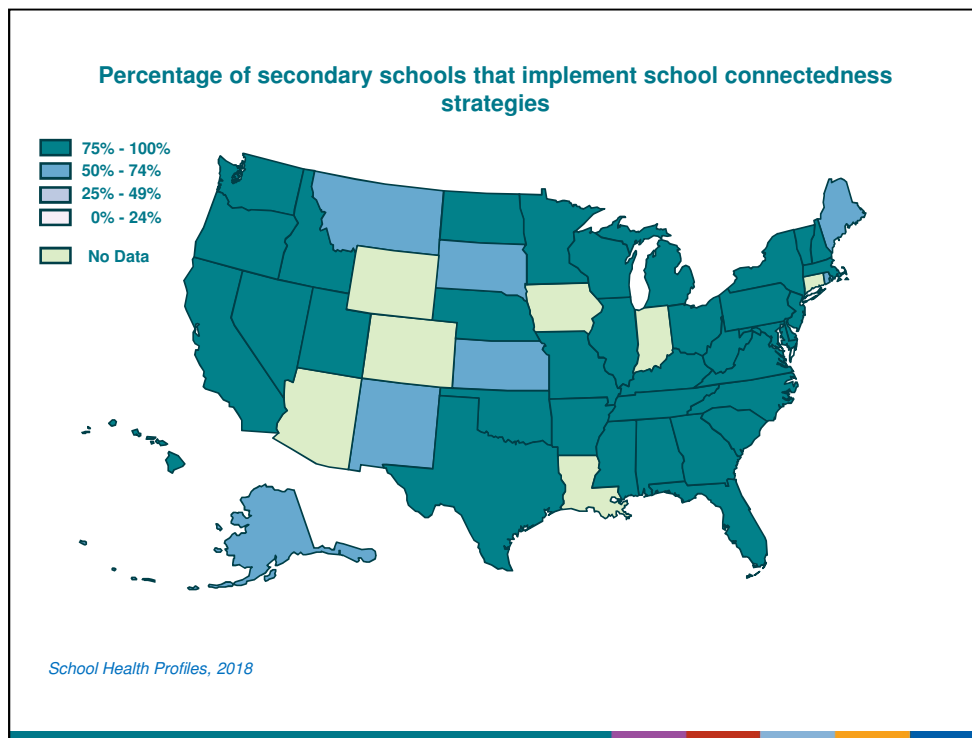 Percentage of secondary schools that implement school connectedness
strategies
75% - 100%
50% - 74%
25% - 49%
0% - 24%
No Data
School Health Profiles, 2018